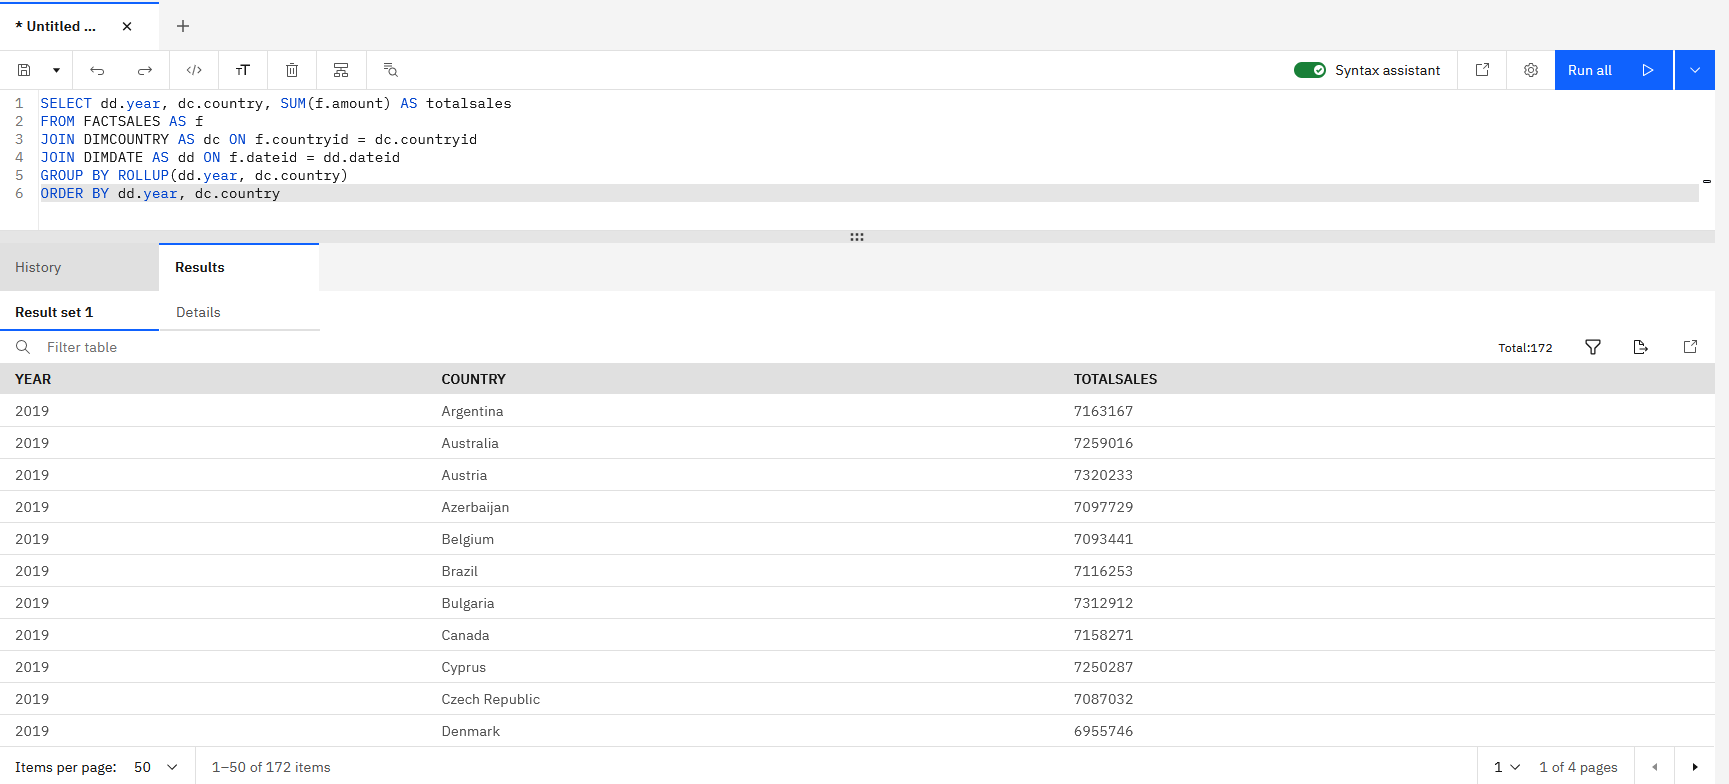 * Untitled ...
Syntax assistant
Run all
1 SELECT dd.year, dc.country, SUM(f.amount) AS totalsales
2 FROM FACTSALES AS f
3 JOIN DIMCOUNTRY AS dc ON f.countryid = dc.countryid
4 JOIN DIMDATE AS dd ON f.dateid = dd.dateid
5 GROUP BY ROLLUP(dd.year, dc.country)
6 ORDER BY dd.year, dc.country
History Results
Result set 1 Details
Filter table Total:172
YEAR COUNTRY TOTALSALES
2019 Argentina 7163167
2019 Australia 7259016
2019 Austria 7320233
2019 Azerbaijan 7097729
2019 Belgium 7093441
2019 Brazil 7116253
2019 Bulgaria 7312912
2019 Canada 7158271
2019 Cyprus 7250287
2019 Czech Republic 7087032
2019 Denmark 6955746
Items per page: 50 1–50 of 172 items 1 1 of 4 pages